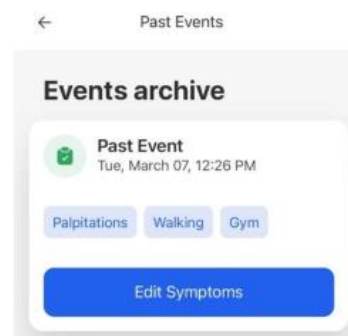 Past Events
Events archive
Past Event
Tue, March 07, 12:26 PM
Palpitations Walking Gym
Edit Symptoms